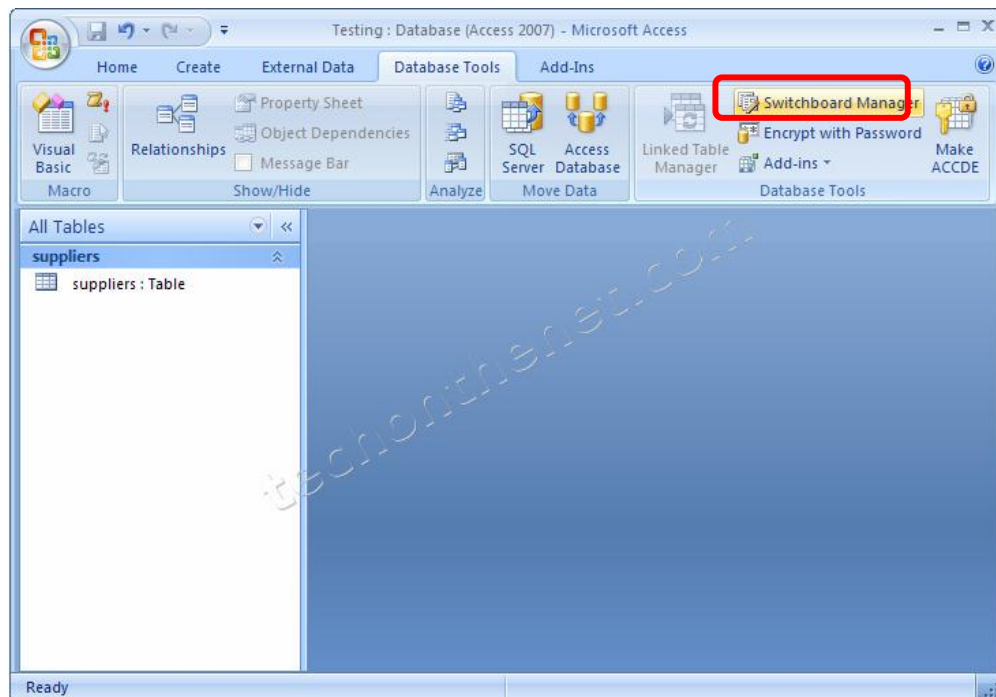 Testing : Database (Access 2007) - Microsoft Access
Home Create External Data Database Tools Add-Ins
Visual Basic
Macro
Relationships
Property Sheet
Object Dependencies
Message Bar
Show/Hide
Analyze
SQL Server
Access Database
Move Data
Linked Table Manager
Switchboard Manager
Encrypt with Password
Add-ins
Make ACCDE
Database Tools
All Tables
suppliers
suppliers : Table
techonthenet.com
Ready